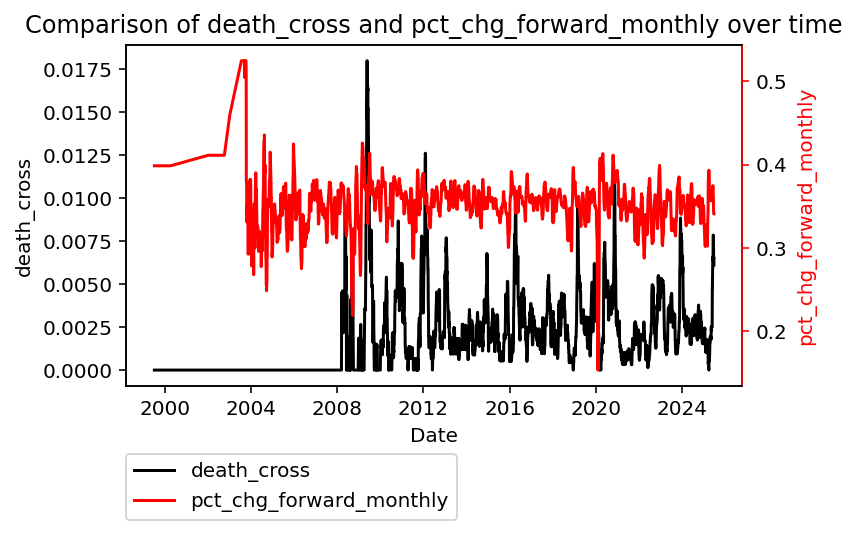 Comparison of death_cross and pct_chg_forward_monthly over time
0.0175
0.0150
0.0125
0.0100
0.0075
0.0050
0.0025
0.0000
death_cross
0.5
0.4
0.3
0.2
pct_chg_forward_monthly
2000 2004 2008 2012 2016 2020 2024
Date
death_cross
pct_chg_forward_monthly